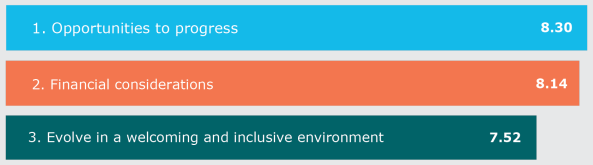 1. Opportunities to progress 8.30
2. Financial considerations 8.14
3. Evolve in a welcoming and inclusive environment 7.52